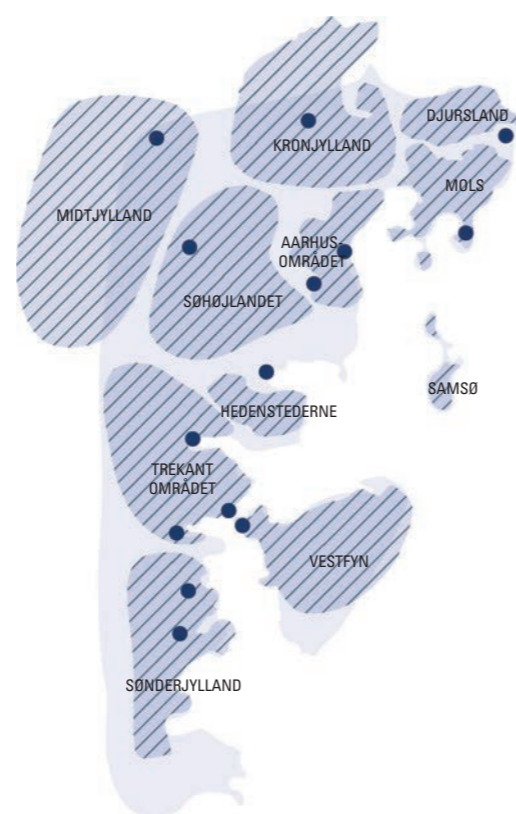 DJURSLAND
KRONJYLLAND
MOLS
MIDTJYLLAND
AARHUS-
OMRÅDET
SØHØJLANDET
SAMSØ
HEDENSTEDERNE
TREKANT
OMRÅDET
VESTFYN
SØNDERJYLLAND